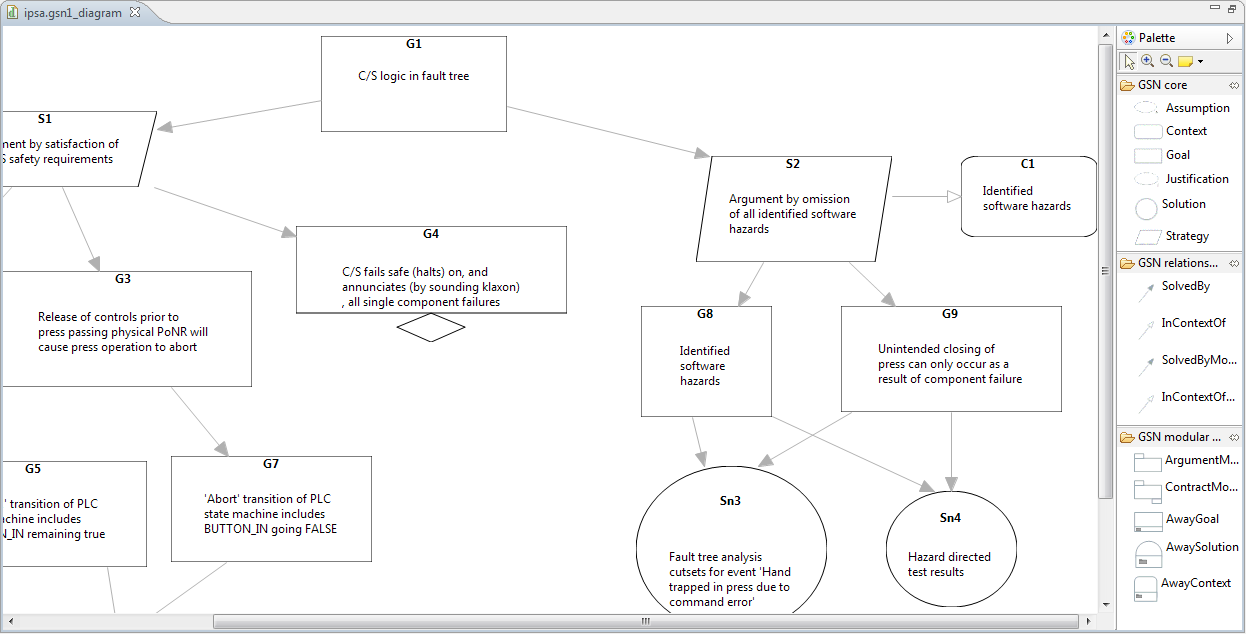 ipsa.gsn1_diagram
G1
C/S logic in fault tree
S1
ment by satisfaction of
S safety requirements
S2
Argument by omission
of all identified software
hazards
C1
Identified
software hazards
G4
C/S fails safe (halts) on, and
annunciates (by sounding klaxon)
, all single component failures
G3
Release of controls prior to
press passing physical PoNR will
cause press operation to abort
G8
Identified
software
hazards
G9
Unintended closing of
press can only occur as a
result of component failure
G5
' transition of PLC
achine includes
N_IN remaining true
G7
'Abort' transition of PLC
state machine includes
BUTTON_IN going FALSE
Sn3
Fault tree analysis
cutsets for event 'Hand
trapped in press due to
command error'
Sn4
Hazard directed
test results
Palette
GSN core
Assumption
Context
Goal
Justification
Solution
Strategy
GSN relations...
SolvedBy
InContextOf
SolvedByMo...
InContextOf...
GSN modular ...
ArgumentM...
ContractMo...
AwayGoal
AwaySolution
AwayContext